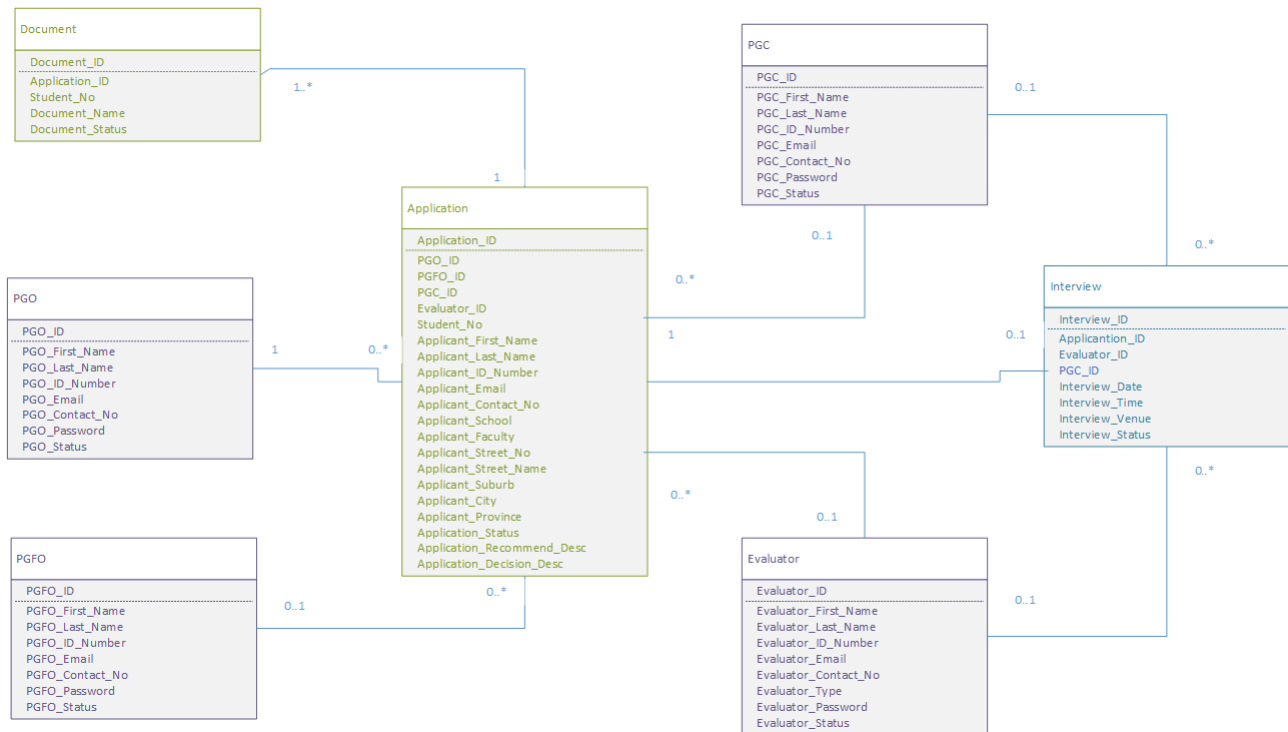 Document
Document_ID
Application_ID
Student_No
Document_Name
Document_Status
1..*
1
PGC
PGC_ID
PGC_First_Name
PGC_Last_Name
PGC_ID_Number
PGC_Email
PGC_Contact_No
PGC_Password
PGC_Status
0..1
0..1
0..*
0..*
Application
Application_ID
PGO_ID
PGFO_ID
PGC_ID
Evaluator_ID
Student_No
Applicant_First_Name
Applicant_Last_Name
Applicant_ID_Number
Applicant_Email
Applicant_Contact_No
Applicant_School
Applicant_Faculty
Applicant_Street_No
Applicant_Street_Name
Applicant_Suburb
Applicant_City
Applicant_Province
Application_Status
Application_Recommend_Desc
Application_Decision_Desc
PGO
PGO_ID
PGO_First_Name
PGO_Last_Name
PGO_ID_Number
PGO_Email
PGO_Contact_No
PGO_Password
PGO_Status
1
0..*
1
0..1
Interview
Interview_ID
Applicantion_ID
Evaluator_ID
PGC_ID
Interview_Date
Interview_Time
Interview_Venue
Interview_Status
0..*
0..*
0..1
PGFO
PGFO_ID
PGFO_First_Name
PGFO_Last_Name
PGFO_ID_Number
PGFO_Email
PGFO_Contact_No
PGFO_Password
PGFO_Status
0..1
0..*
Evaluator
Evaluator_ID
Evaluator_First_Name
Evaluator_Last_Name
Evaluator_ID_Number
Evaluator_Email
Evaluator_Contact_No
Evaluator_Type
Evaluator_Password
Evaluator_Status
0..1